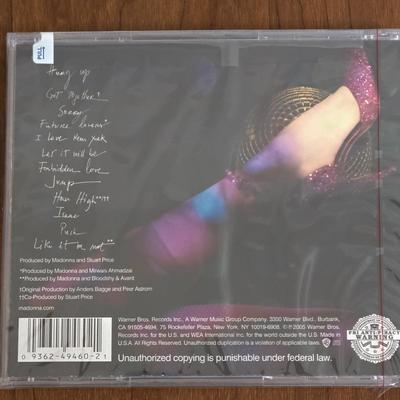 PULL
Hung up
Get Together†
Sorry
Future lovers*
I Love New York
Let it will be
Forbidden Love
Jump
How High**††
Isaac
Push
Like it or not**
Produced by Madonna and Stuart Price
*Produced by Madonna and Mirwais Ahmadzai
**Produced by Madonna and Bloodshy & Avant
†Original Production by Anders Bagge and Peer Astrom
††Co-Produced by Stuart Price
madonna.com
Warner Bros. Records Inc., A Warner Music Group Company, 3300 Warner Blvd., Burbank,
CA 91505-4694, 75 Rockefeller Plaza, New York, NY 10019-6908. ℗©2005 Warner Bros.
Records Inc. for the U.S. and WEA International Inc. for the world outside the U.S. Made in
U.S.A. Unauthorized duplication is a violation of applicable laws.
Unauthorized copying is punishable under federal law.
0 9362-49460-2
FBI ANTI-PIRACY
WARNING